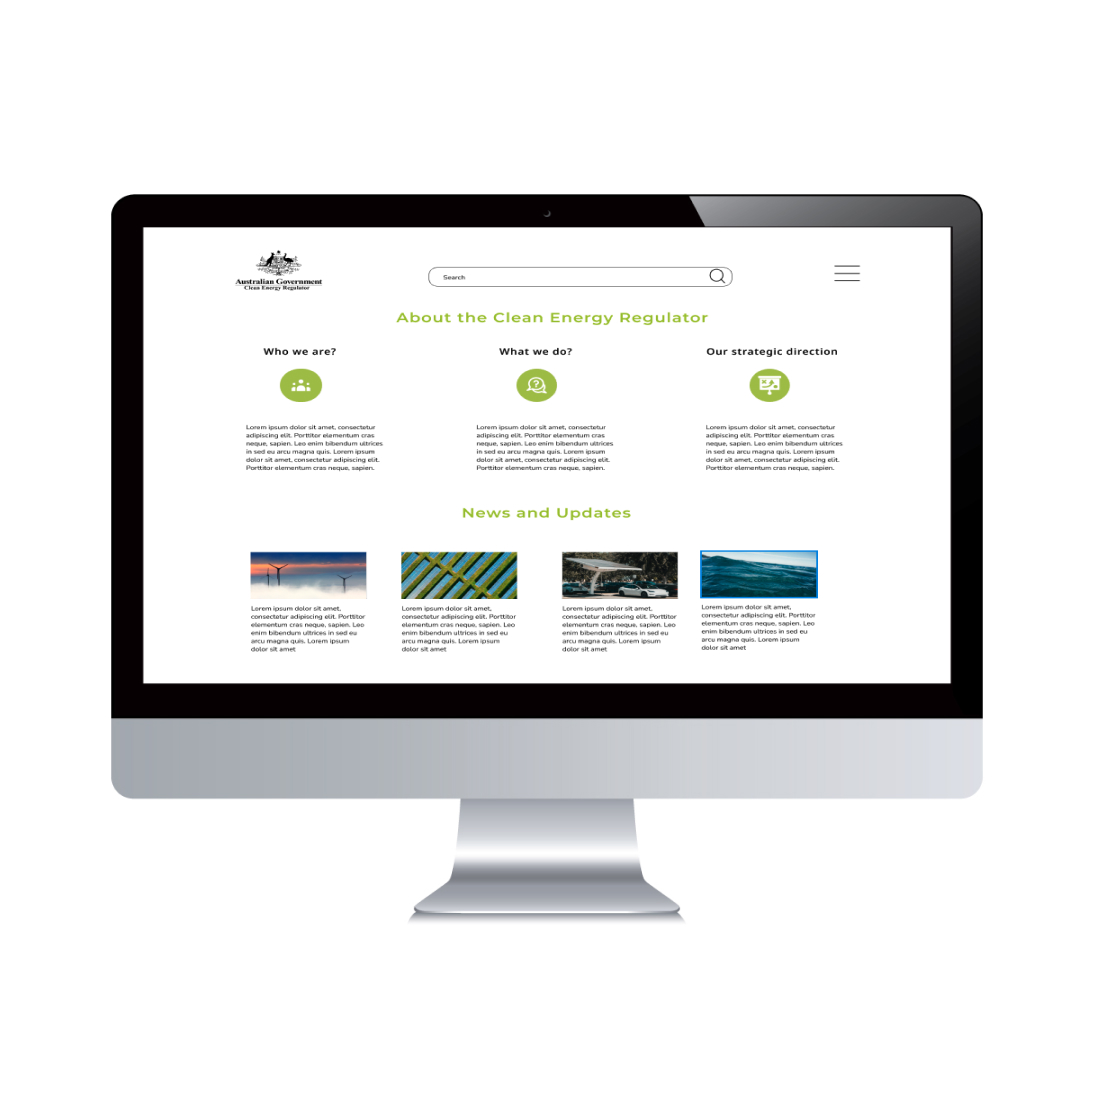 Australian Government
Clean Energy Regulator
Search
About the Clean Energy Regulator
Who we are?
Lorem ipsum dolor sit amet, consectetur
adipiscing elit. Porttitor elementum cras
neque, sapien. Leo enim bibendum ultrices
in sed eu arcu magna quis. Lorem ipsum
dolor sit amet, consectetur adipiscing elit.
Porttitor elementum cras neque, sapien.
What we do?
Lorem ipsum dolor sit amet, consectetur
adipiscing elit. Porttitor elementum cras
neque, sapien. Leo enim bibendum ultrices
in sed eu arcu magna quis. Lorem ipsum
dolor sit amet, consectetur adipiscing elit.
Porttitor elementum cras neque, sapien.
Our strategic direction
Lorem ipsum dolor sit amet, consectetur
adipiscing elit. Porttitor elementum cras
neque, sapien. Leo enim bibendum ultrices
in sed eu arcu magna quis. Lorem ipsum
dolor sit amet, consectetur adipiscing elit.
Porttitor elementum cras neque, sapien.
News and Updates
Lorem ipsum dolor sit amet,
consectetur adipiscing elit. Porttitor
elementum cras neque, sapien. Leo
enim bibendum ultrices in sed eu
arcu magna quis. Lorem ipsum
dolor sit amet
Lorem ipsum dolor sit amet,
consectetur adipiscing elit. Porttitor
elementum cras neque, sapien. Leo
enim bibendum ultrices in sed eu
arcu magna quis. Lorem ipsum
dolor sit amet
Lorem ipsum dolor sit amet,
consectetur adipiscing elit. Porttitor
elementum cras neque, sapien. Leo
enim bibendum ultrices in sed eu
arcu magna quis. Lorem ipsum
dolor sit amet
Lorem ipsum dolor sit amet,
consectetur adipiscing elit. Porttitor
elementum cras neque, sapien. Leo
enim bibendum ultrices in sed eu
arcu magna quis. Lorem ipsum
dolor sit amet